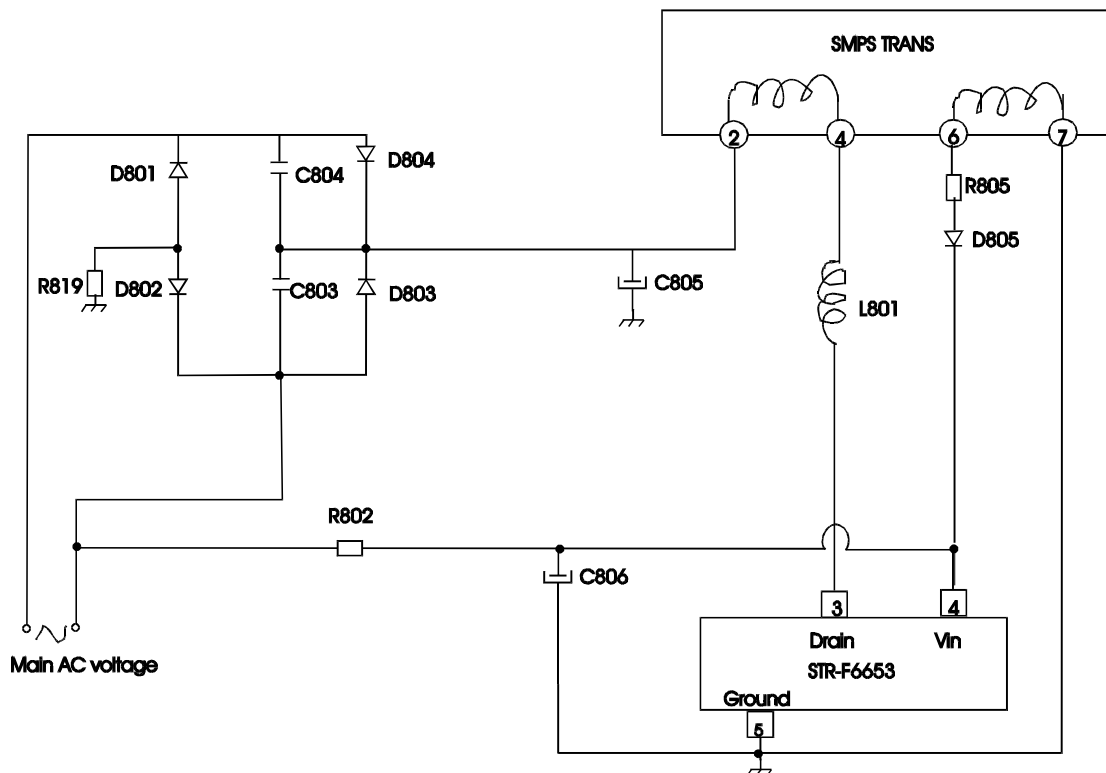 SMPS TRANS
2
4
6
7
D801
C804
D804
R805
D805
R819
D802
C803
D803
C805
L801
R802
C806
3
4
Main AC voltage
Drain
Vin
STR-F6653
Ground
5